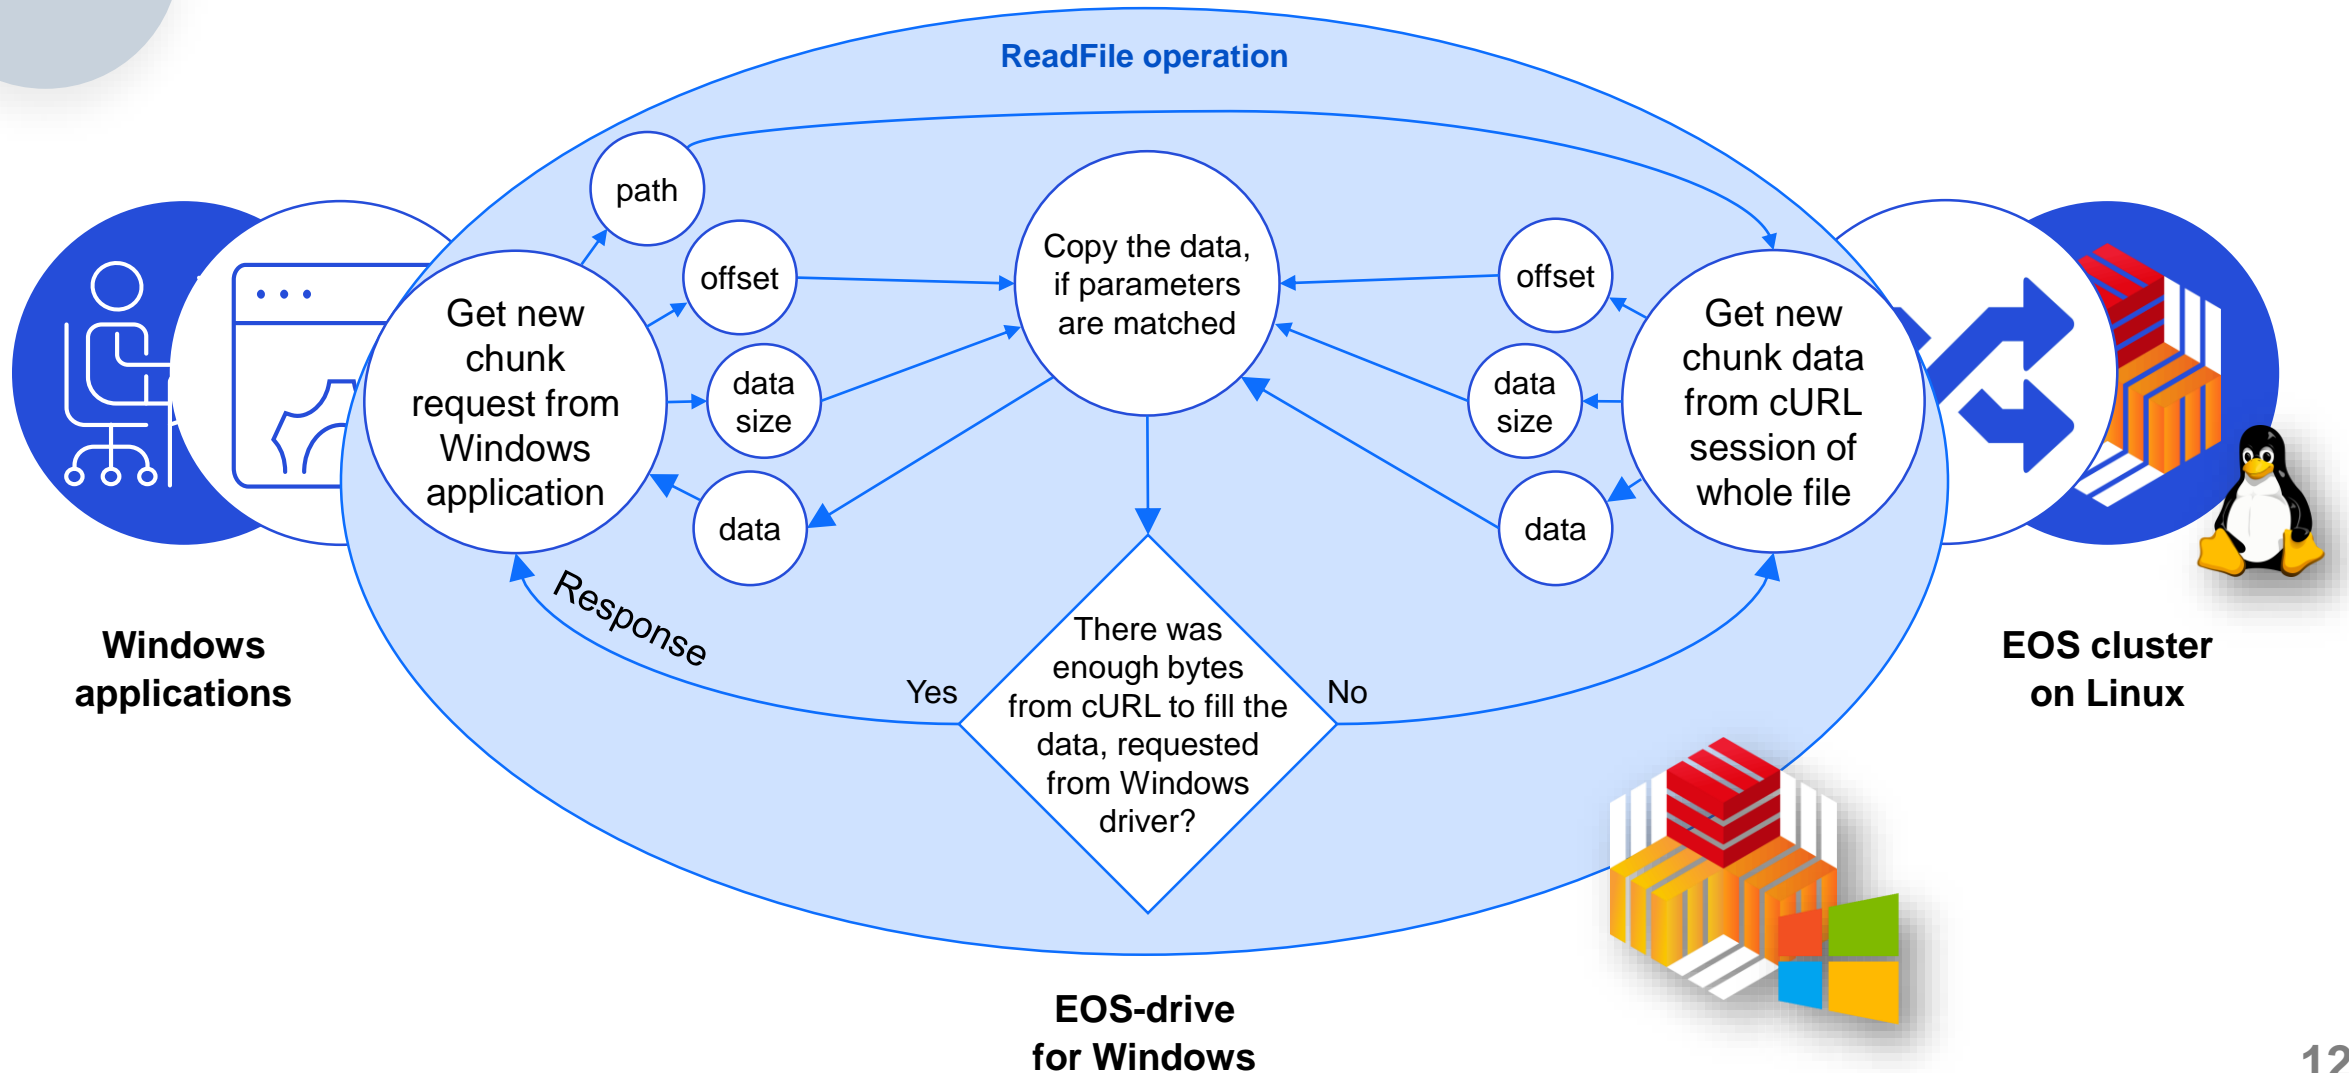 ReadFile operation
path
offset
data
size
data
Get new
chunk
request from
Windows
application
Copy the data,
if parameters
are matched
offset
data
size
data
Get new
chunk data
from cURL
session of
whole file
Response
Yes
There was
enough bytes
from cURL to fill the
data, requested
from Windows
driver?
No
Windows
applications
EOS cluster
on Linux
EOS-drive
for Windows
12